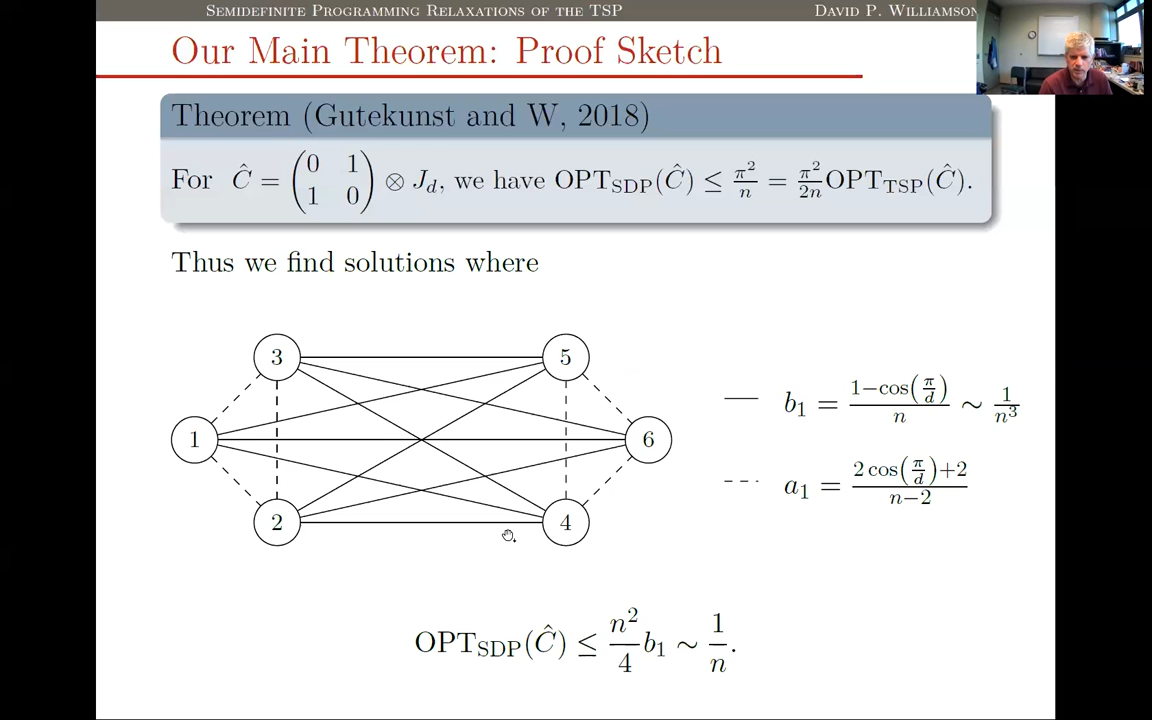 Semidefinite Programming Relaxations of the TSP David P. Williamson
Our Main Theorem: Proof Sketch
Theorem (Gutekunst and W, 2018)
For Ĉ = (0 1; 1 0) ⊗ J_d, we have OPT_SDP(Ĉ) ≤ π²/n = π²/2n OPT_TSP(Ĉ).
Thus we find solutions where
3 5
1 6
2 4
— b₁ = (1−cos(π/d))/n ∼ 1/n³
--- a₁ = (2 cos(π/d)+2)/(n−2)
OPT_SDP(Ĉ) ≤ n²/4 b₁ ∼ 1/n.